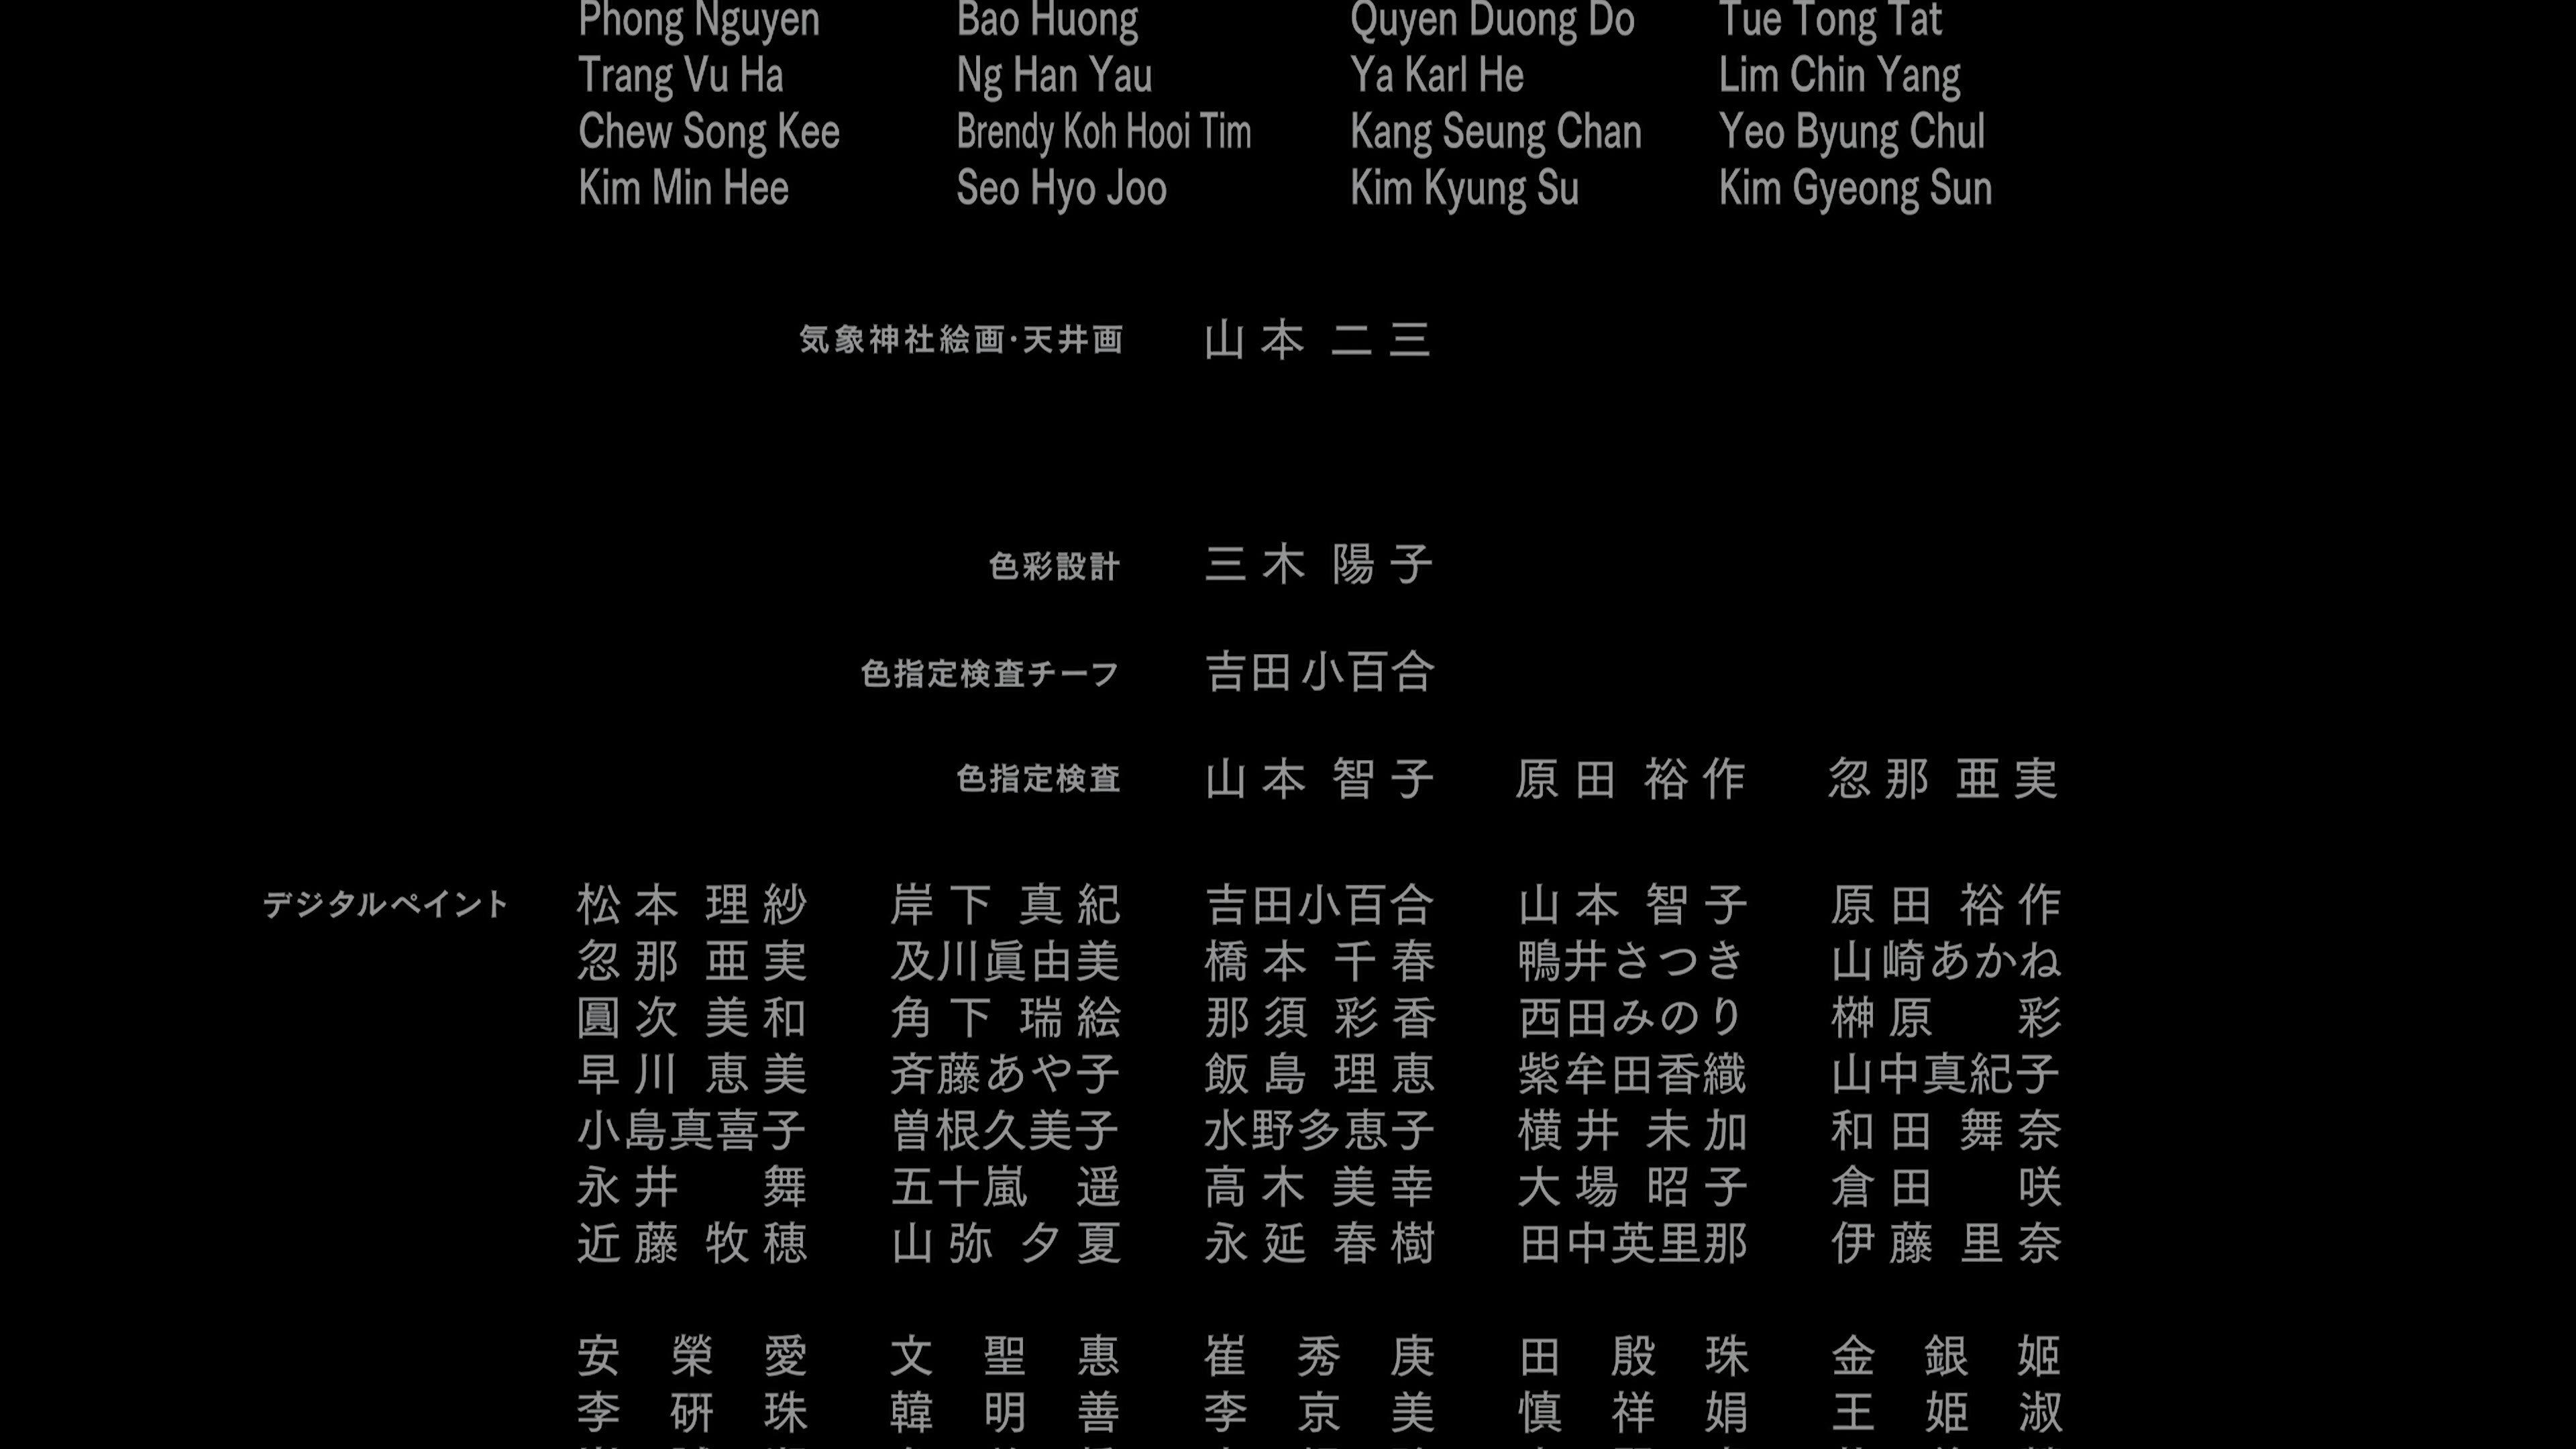 Phong Nguyen Bao Huong Quyen Duong Do Tue Tong Tat
Trang Vu Ha Ng Han Yau Ya Karl He Lim Chin Yang
Chew Song Kee Brendy Koh Hooi Tim Kang Seung Chan Yeo Byung Chul
Kim Min Hee Seo Hyo Joo Kim Kyung Su Kim Gyeong Sun
気象神社絵画・天井画 山本 二三
色彩設計 三木 陽子
色指定検査チーフ 吉田小百合
色指定検査 山本 智子 原田 裕作 忽那 亜実
デジタルペイント 松本 理紗 岸下 真紀 吉田小百合 山本 智子 原田 裕作
忽那 亜実 及川眞由美 橋本 千春 鴨井さつき 山崎あかね
圓次 美和 角下 瑞絵 那須 彩香 西田みのり 榊原 彩
早川 恵美 斉藤あや子 飯島 理恵 紫牟田香織 山中真紀子
小島真喜子 曽根久美子 水野多恵子 横井 未加 和田 舞奈
永井 舞 五十嵐 遥 高木 美幸 大場 昭子 倉田 咲
近藤 牧穂 山弥 夕夏 永延 春樹 田中英里那 伊藤 里奈
安 榮 愛 文 聖 惠 崔 秀 庚 田 殷 珠 金 銀 姫
李 硏 珠 韓 明 善 李 京 美 慎 祥 娟 王 姫 淑